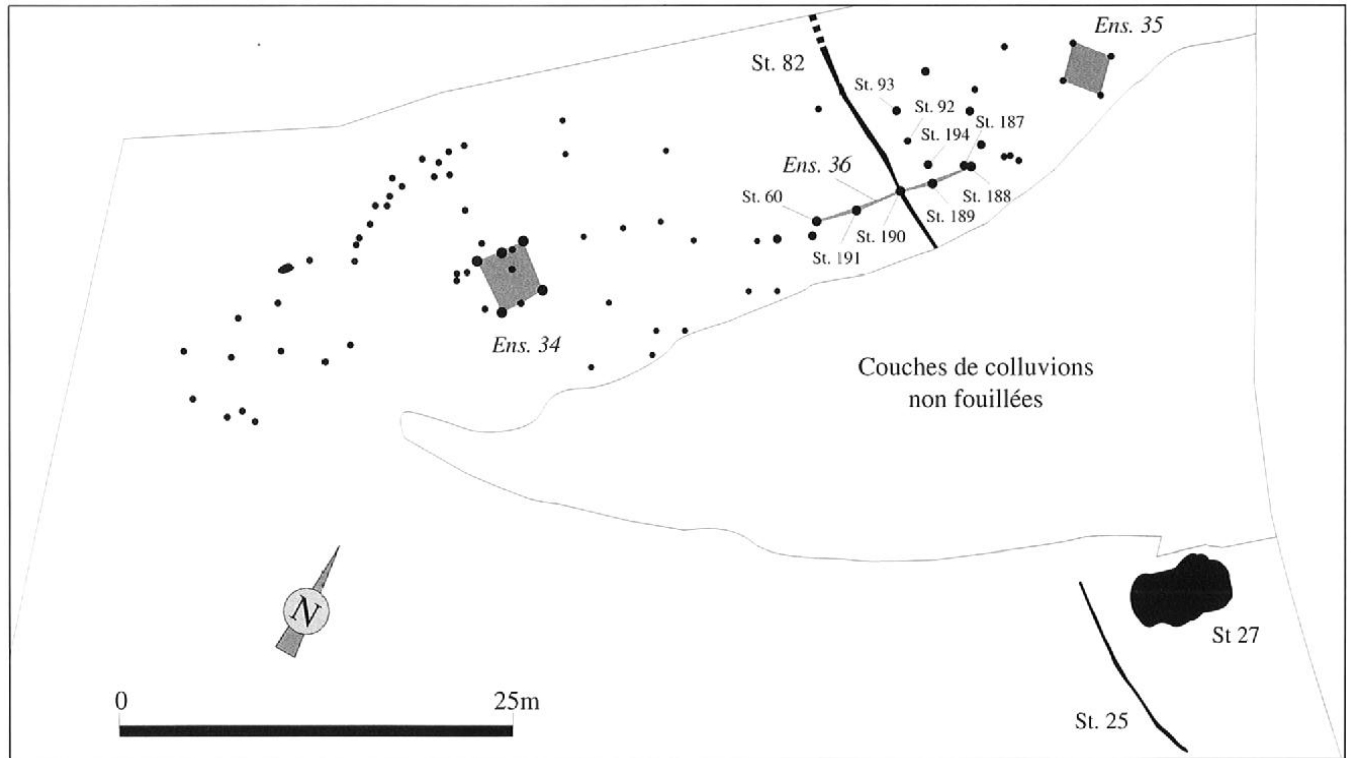 Ens. 35
St. 82
St. 93
St. 92
St. 187
St. 194
Ens. 36
St. 60
St. 188
St. 189
St. 190
St. 191
Ens. 34
Couches de colluvions
non fouillées
N
St 27
0
25m
St. 25